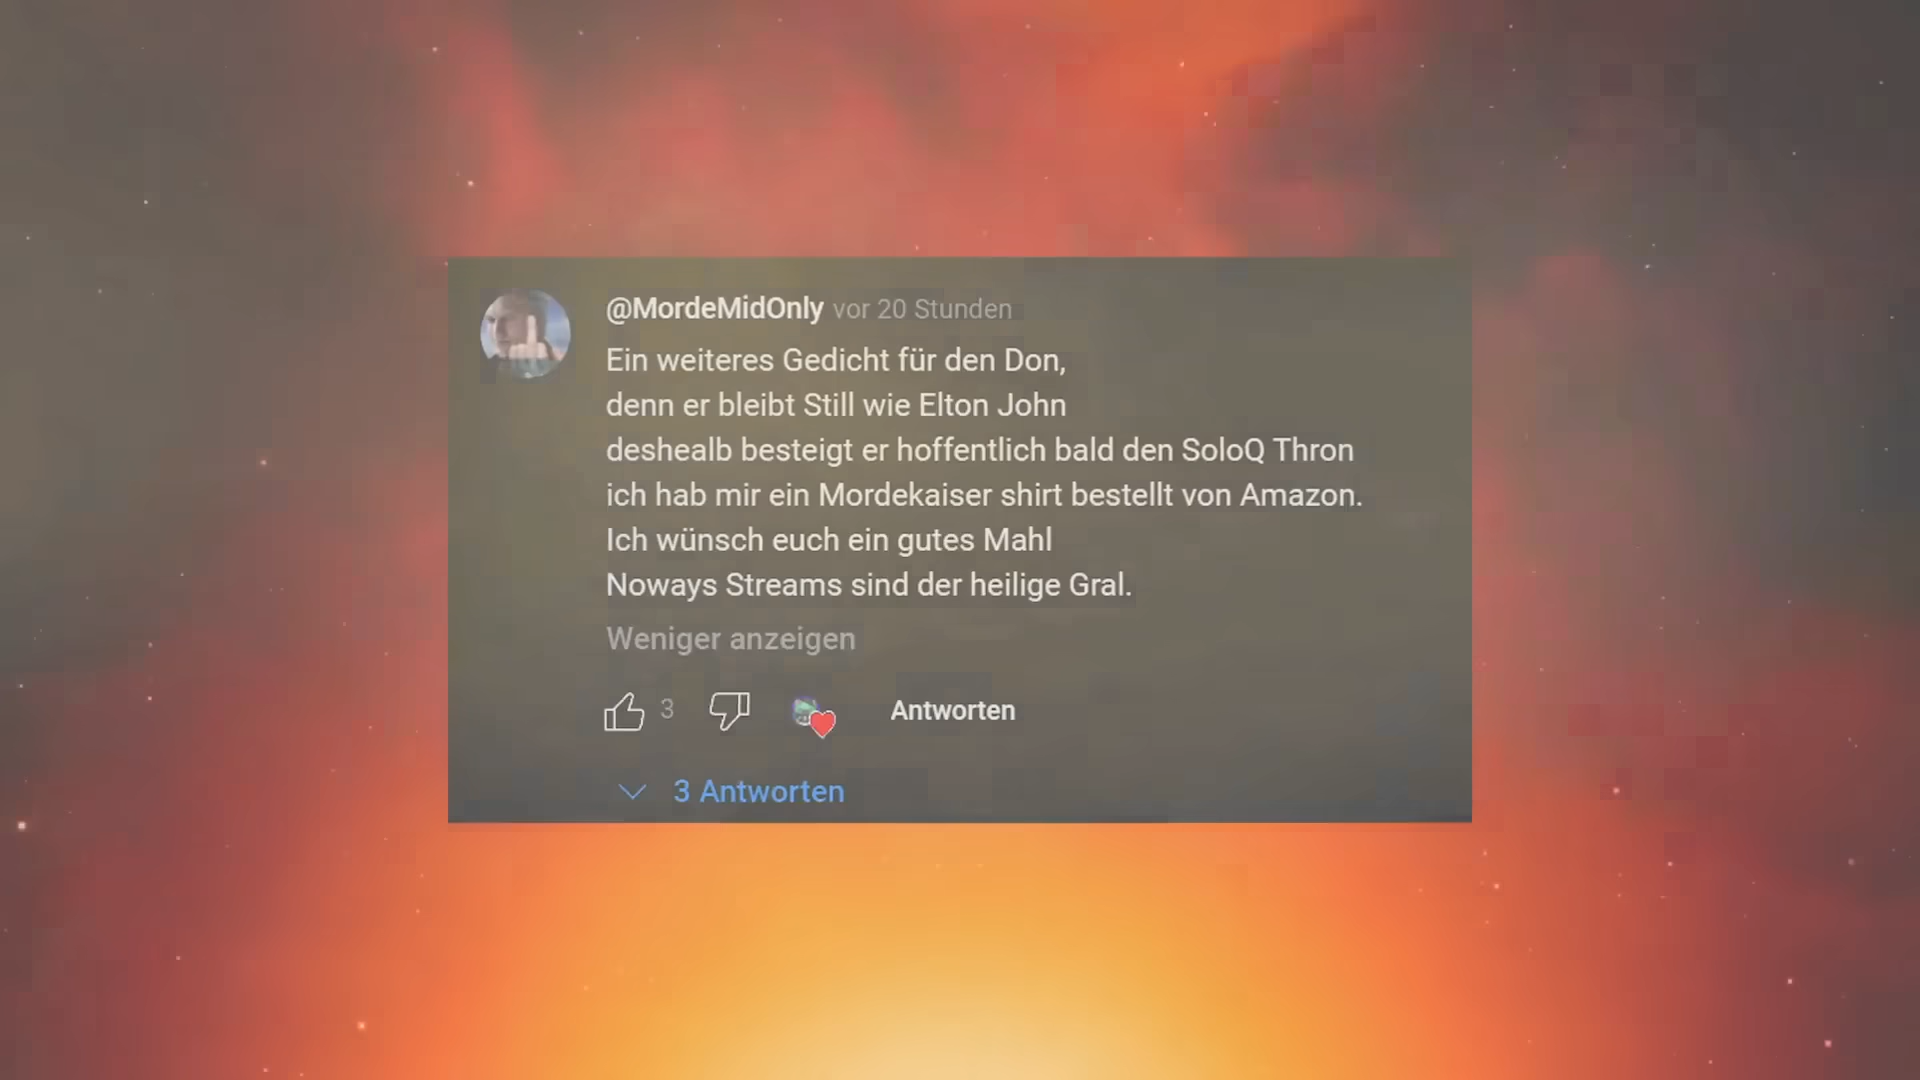 @MordeMidOnly vor 20 Stunden
Ein weiteres Gedicht für den Don,
denn er bleibt Still wie Elton John
deshealb besteigt er hoffentlich bald den SoloQ Thron
ich hab mir ein Mordekaiser shirt bestellt von Amazon.
Ich wünsch euch ein gutes Mahl
Noways Streams sind der heilige Gral.
Weniger anzeigen
3
Antworten
3 Antworten